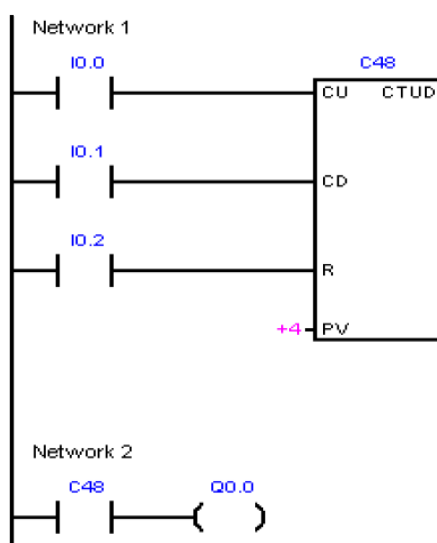 Network 1
I0.0
C48
CU CTUD
I0.1
CD
I0.2
R
+4 PV
Network 2
C48 Q0.0